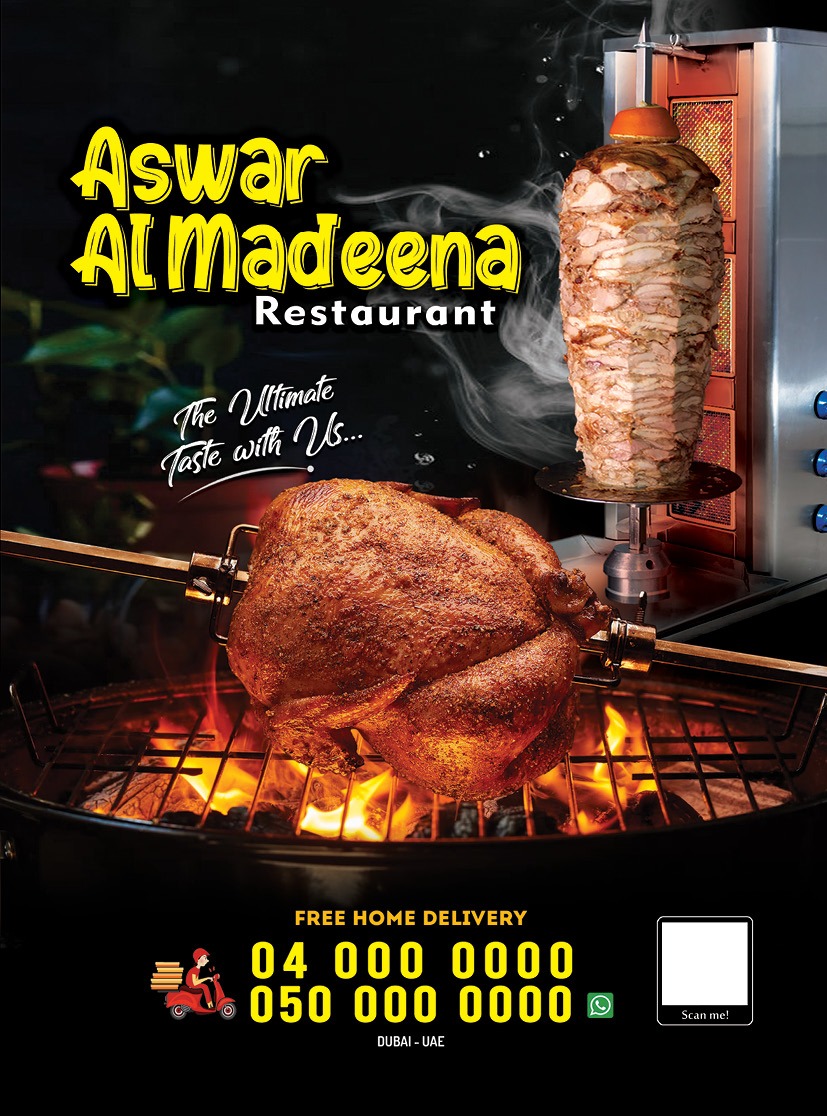 Aswar
Al Madeena
Restaurant
The Ultimate
Taste with Us...
FREE HOME DELIVERY
04 000 0000
050 000 0000
Scan me!
DUBAI - UAE